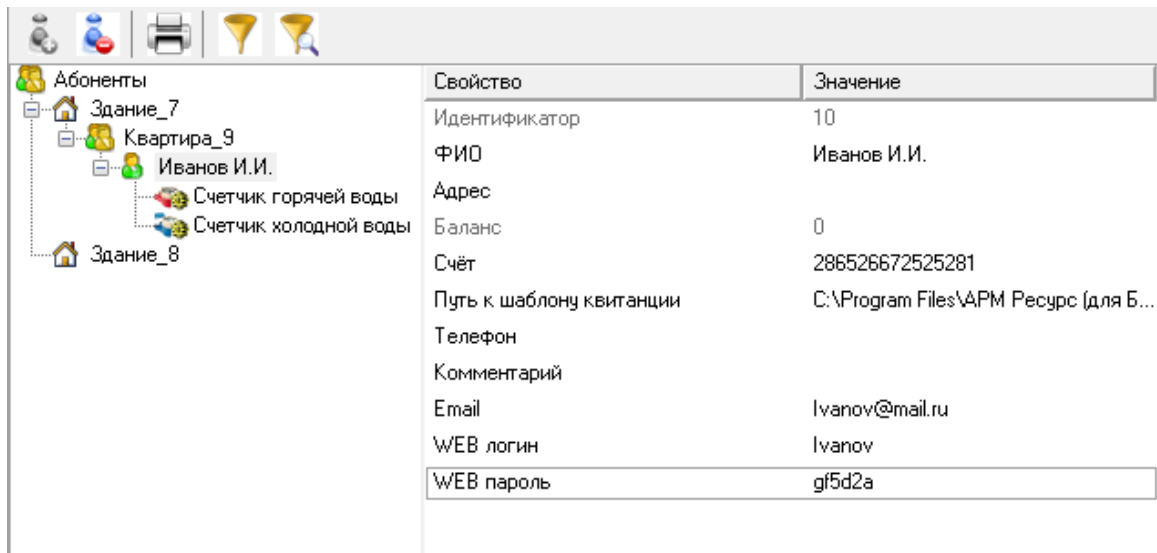 Абоненты
Здание_7
Квартира_9
Иванов И.И.
Счетчик горячей воды
Счетчик холодной воды
Здание_8
Свойство Значение
Идентификатор 10
ФИО Иванов И.И.
Адрес
Баланс 0
Счёт 286526672525281
Путь к шаблону квитанции C:\Program Files\АРМ Ресурс (для Б...
Телефон
Комментарий
Email Ivanov@mail.ru
WEB логин Ivanov
WEB пароль gf5d2a